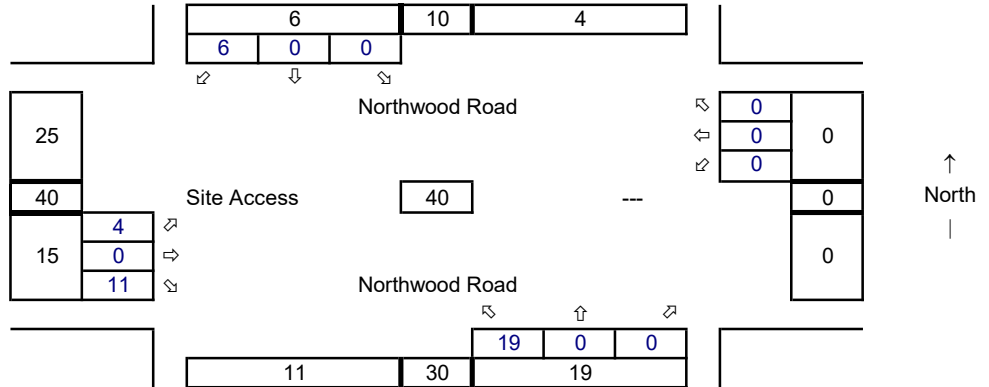 6 10 4
6 0 0
⬃ ⇩ ⬂
Northwood Road
25
⬁ 0
⇦ 0 0
⬃ 0
↑
40 Site Access 40 --- 0 North
|
4 ⬀
15 0 ⇨ 0
11 ⬂
Northwood Road
⬁ ⇧ ⬀
19 0 0
11 30 19